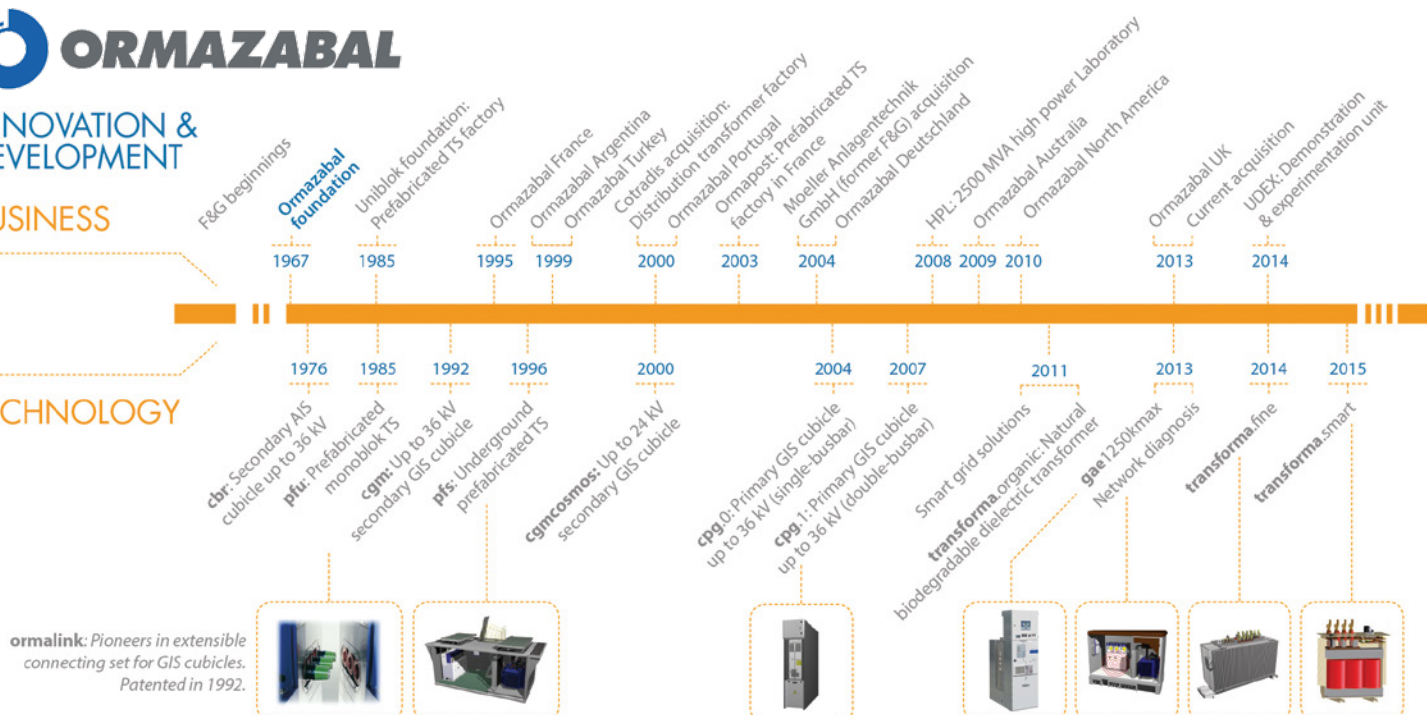 ORMAZABAL
NOVATION &
EVELOPMENT
USINESS
F&G beginnings
Ormazabal
foundation
1967
Uniblok foundation:
Prefabricated TS factory
1985
Ormazabal France
1995
Ormazabal Argentina
Ormazabal Turkey
1999
Cotradis acquisition:
Distribution transformer factory
Ormazabal Portugal
2000
Ormapost: Prefabricated TS
factory in France
2003
Moeller Anlagentechnik
GmbH (former F&G) acquisition
Ormazabal Deutschland
2004
HPL: 2500 MVA high power Laboratory
2008
Ormazabal Australia
2009
Ormazabal North America
2010
Ormazabal UK
Current acquisition
2013
UDEX: Demonstration
& experimentation unit
2014
CHNOLOGY
1976
cbr: Secondary AIS
cubicle up to 36 kV
1985
pfu: Prefabricated
monoblok TS
1992
cgm: Up to 36 kV
secondary GIS cubicle
1996
pfs: Underground
prefabricated TS
2000
cgmcosmos: Up to 24 kV
secondary GIS cubicle
2004
cpg.0: Primary GIS cubicle
up to 36 kV (single-busbar)
2007
cpg.1: Primary GIS cubicle
up to 36 kV (double-busbar)
2011
Smart grid solutions
transforma.organic: Natural
biodegradable dielectric transformer
2013
gae1250kmax
Network diagnosis
2014
transforma.fine
2015
transforma.smart
ormalink: Pioneers in extensible
connecting set for GIS cubicles.
Patented in 1992.